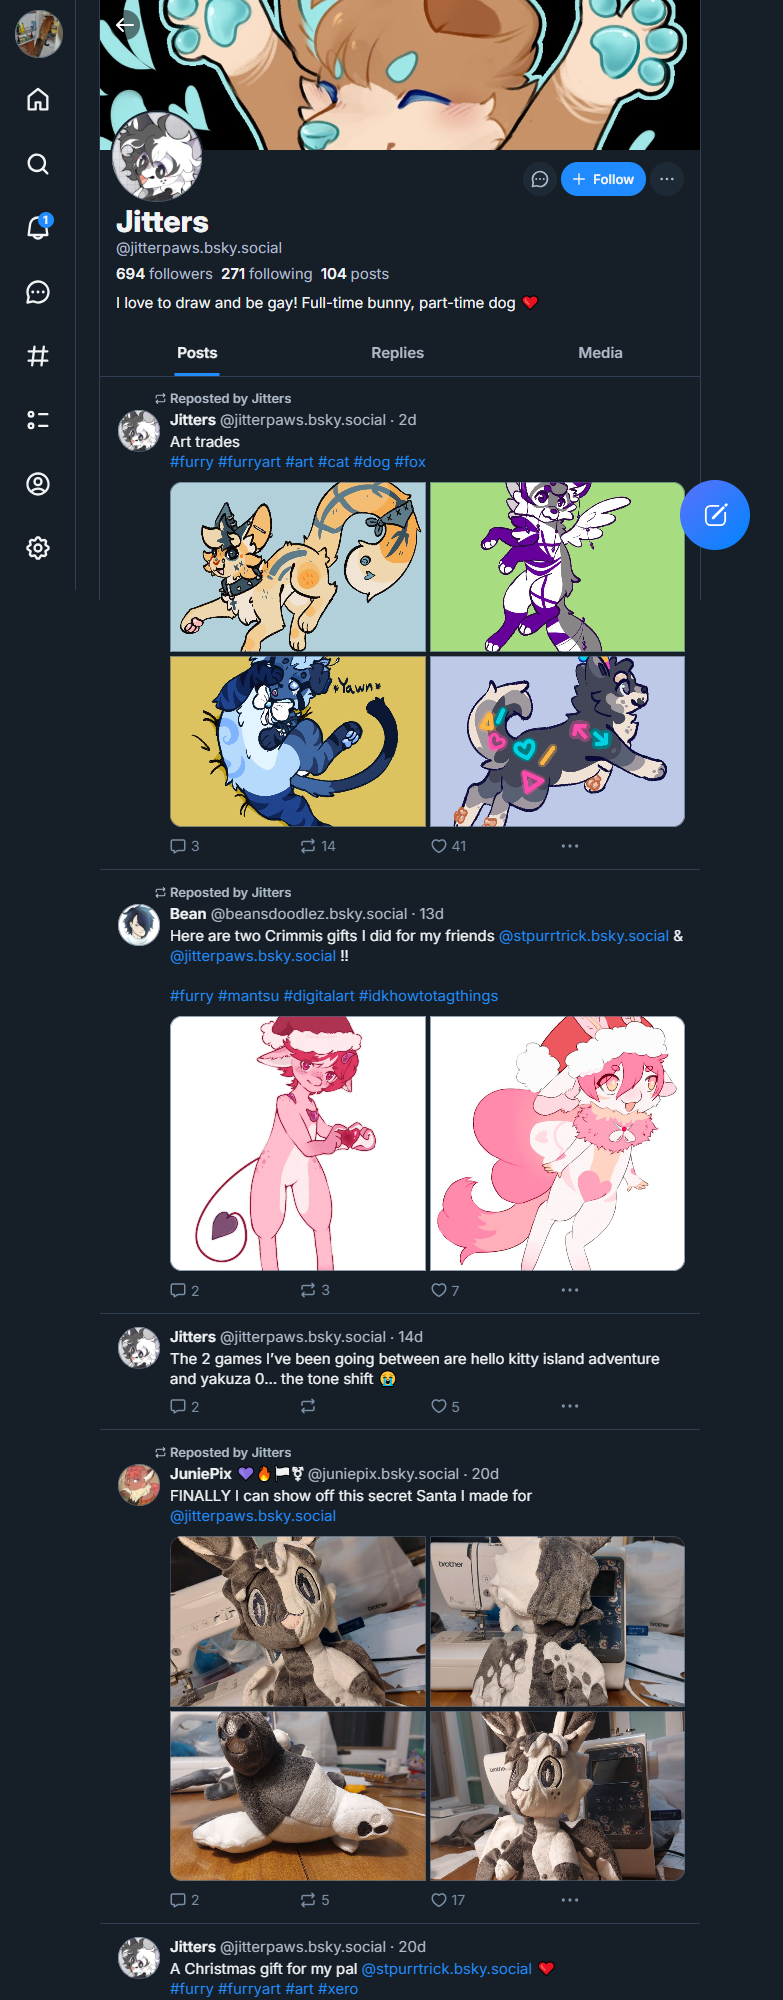 1
Follow
Jitters
@jitterpaws.bsky.social
694 followers 271 following 104 posts
I love to draw and be gay! Full-time bunny, part-time dog ❤️
Posts Replies Media
Reposted by Jitters
Jitters @jitterpaws.bsky.social · 2d
Art trades
#furry #furryart #art #cat #dog #fox
*Yawn*
3 14 41
Reposted by Jitters
Bean @beansdoodlez.bsky.social · 13d
Here are two Crimmis gifts I did for my friends @stpurrtrick.bsky.social &
@jitterpaws.bsky.social !!
#furry #mantsu #digitalart #idkhowtotagthings
2 3 7
Jitters @jitterpaws.bsky.social · 14d
The 2 games I’ve been going between are hello kitty island adventure
and yakuza 0... the tone shift 😭
2 5
Reposted by Jitters
JuniePix 💜🔥🏳️‍⚧️ @juniepix.bsky.social · 20d
FINALLY I can show off this secret Santa I made for
@jitterpaws.bsky.social
brother
brother
2 5 17
Jitters @jitterpaws.bsky.social · 20d
A Christmas gift for my pal @stpurrtrick.bsky.social ❤️
#furry #furryart #art #xero